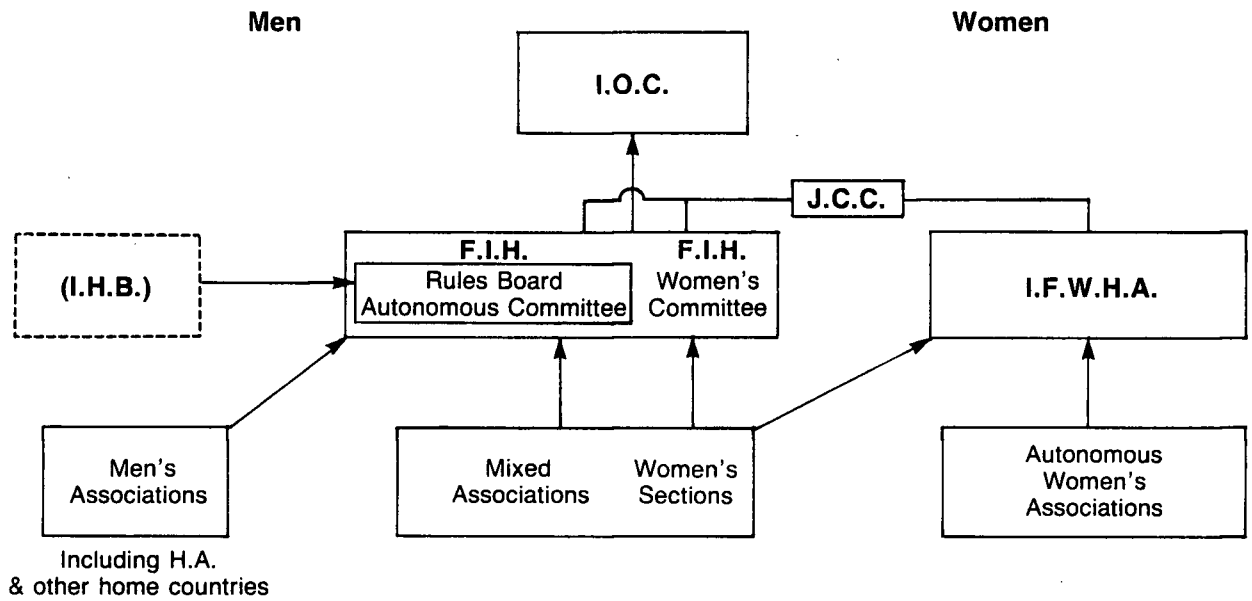 Men
Women
I.O.C.
J.C.C.
(I.H.B.)
F.I.H.
Rules Board
Autonomous Committee
F.I.H.
Women's
Committee
I.F.W.H.A.
Men's
Associations
Including H.A.
& other home countries
Mixed
Associations
Women's
Sections
Autonomous
Women's
Associations